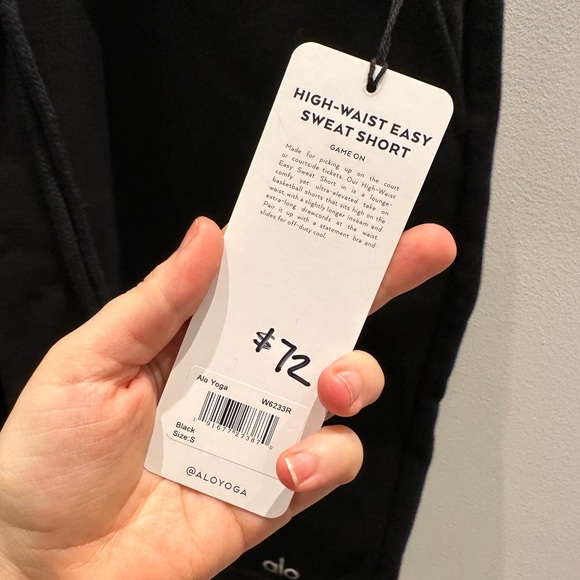 HIGH-WAIST EASY
SWEAT SHORT
GAME ON
Made for picking up on the court
or courtside tickets. Our High-Waist
Easy Sweat Short in is a lounge-
comfy yet ultra-elevated take on
basketball shorts that sits high on the
waist, with a slightly longer inseam and
extra-long drawcords at the waist.
Pair it up with a statement bra and
slides for off-duty cool.
$72
Alo Yoga W6233R
Black
Size:S
@ALOYOGA
alo